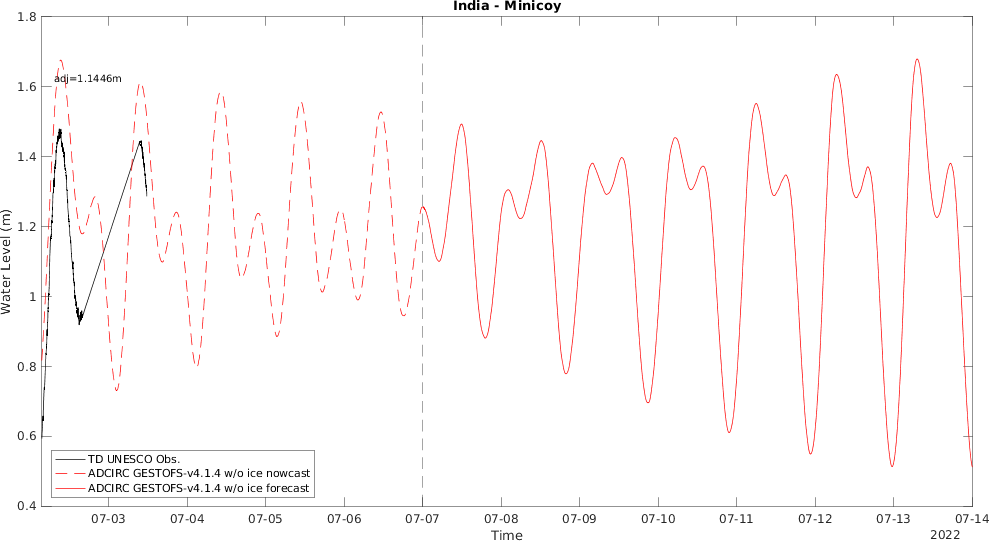 India - Minicoy
adj=1.1446m
Water Level (m)
1.8
1.6
1.4
1.2
1
0.8
0.6
0.4
TD UNESCO Obs.
ADCIRC GESTOFS-v4.1.4 w/o ice nowcast
ADCIRC GESTOFS-v4.1.4 w/o ice forecast
07-03 07-04 07-05 07-06 07-07 07-08 07-09 07-10 07-11 07-12 07-13 07-14
Time
2022